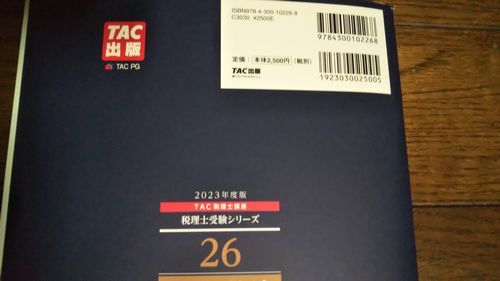 TAC
出版
TAC PG
ISBN978-4-300-10226-8
C3030 ¥2500E
定価: 本体2,500円 (税別)
TAC出版
9784300102268
1923030025005
2023年度版
TAC税理士講座
税理士受験シリーズ
26